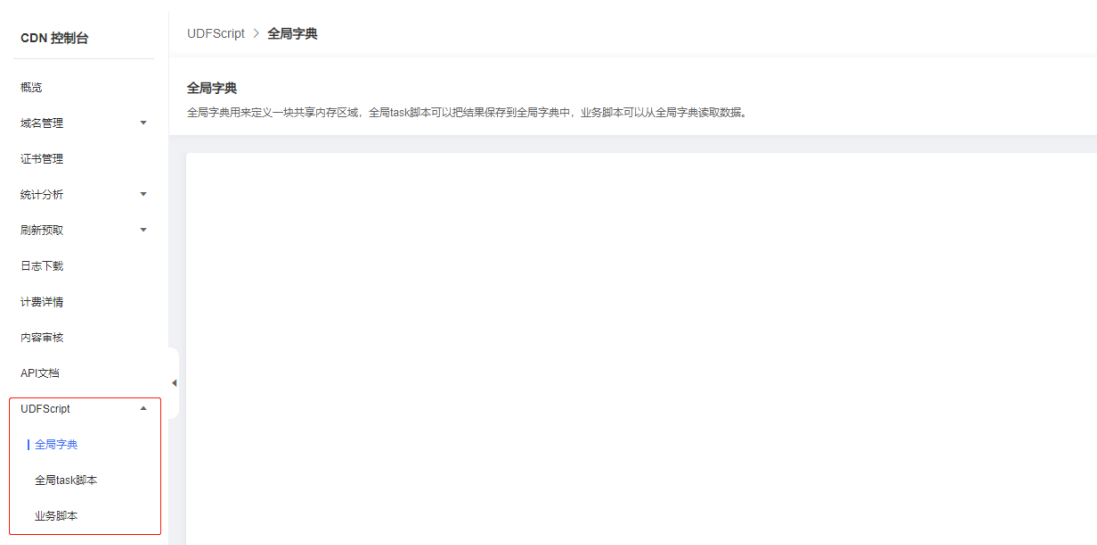 CDN 控制台
概览
域名管理
证书管理
统计分析
刷新预取
日志下载
计费详情
内容审核
API文档
UDFScript
全局字典
全局task脚本
业务脚本
UDFScript > 全局字典
全局字典
全局字典用来定义一块共享内存区域，全局task脚本可以把结果保存到全局字典中，业务脚本可以从全局字典读取数据。